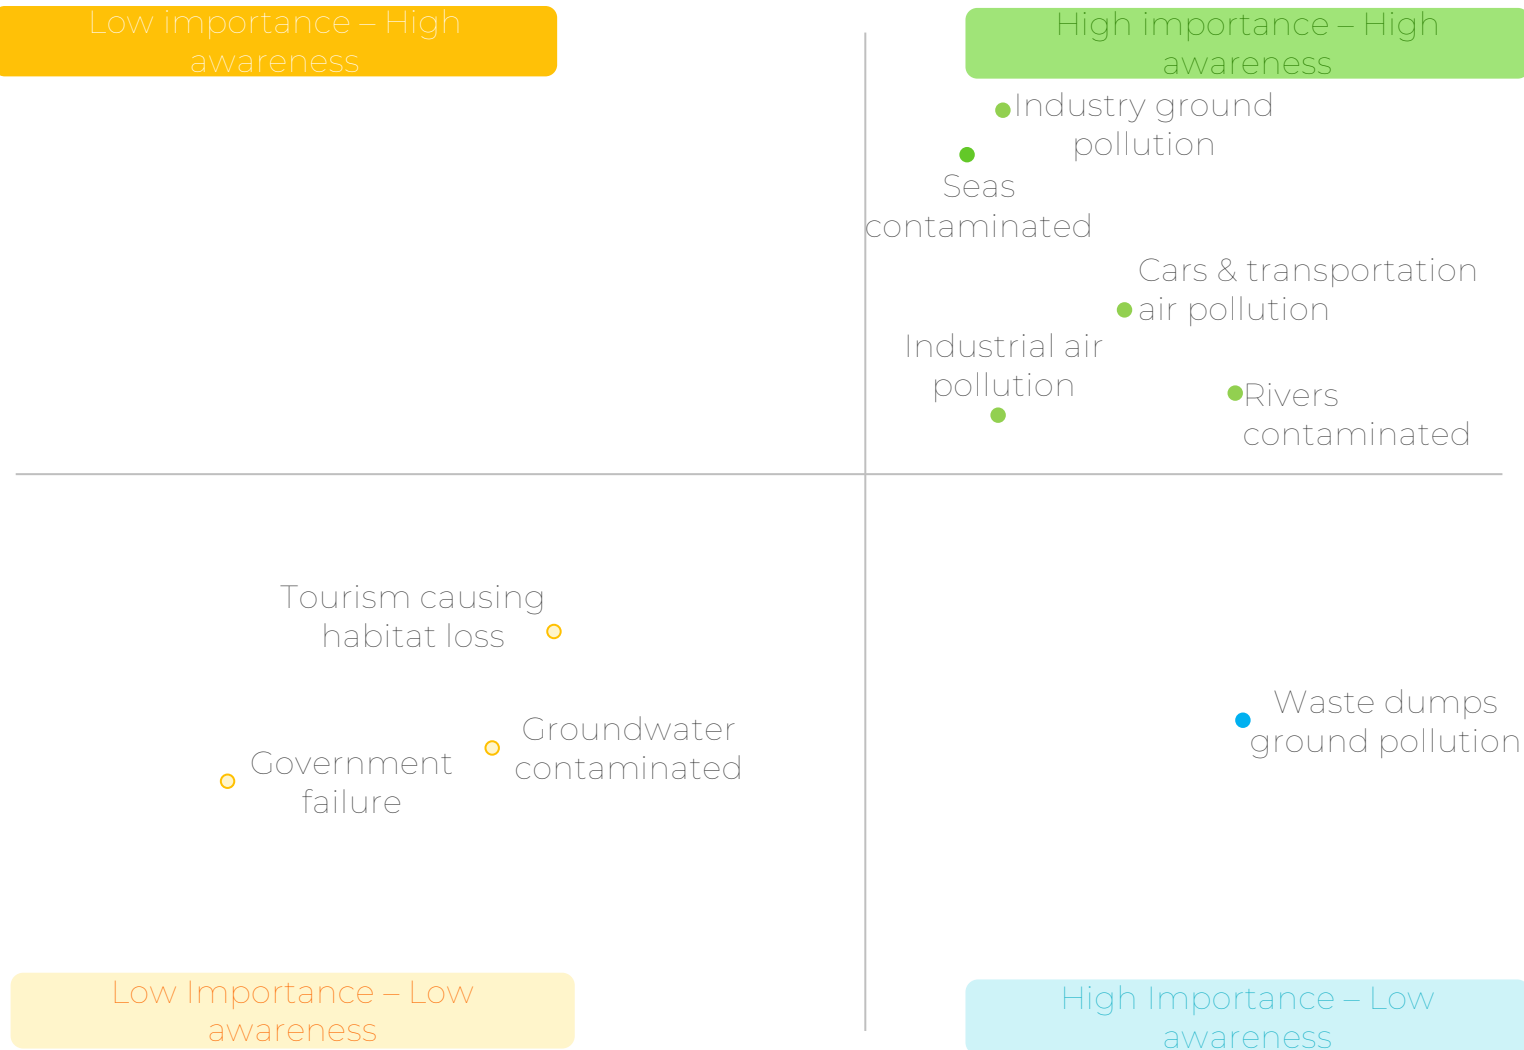 Low importance – High
awareness
High importance – High
awareness
Industry ground
pollution
Seas
contaminated
Cars & transportation
air pollution
Industrial air
pollution
Rivers
contaminated
Tourism causing
habitat loss
Waste dumps
ground pollution
Groundwater
contaminated
Government
failure
Low Importance – Low
awareness
High Importance – Low
awareness